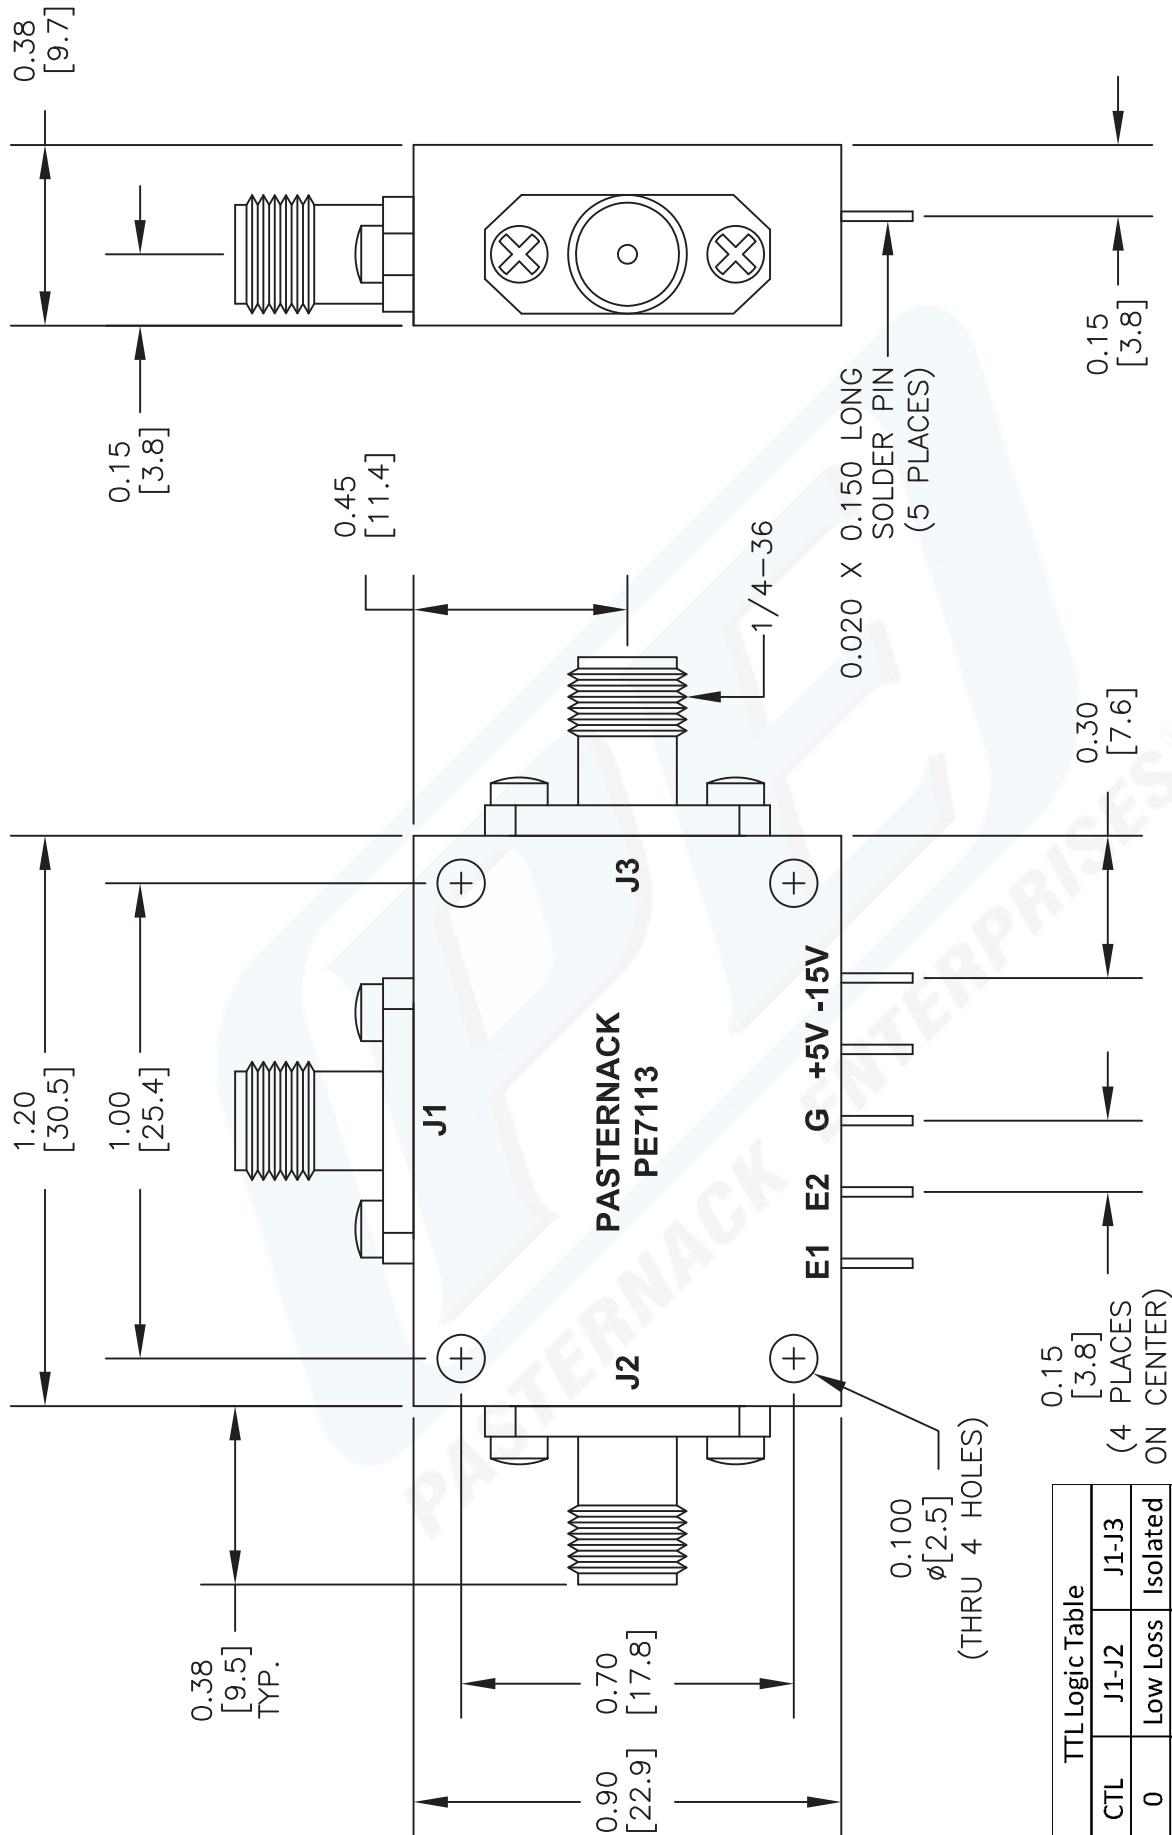 0.38
[9.7]
0.15
[3.8]
0.45
[11.4]
1/4-36
0.020 X 0.150 LONG
SOLDER PIN
(5 PLACES)
0.15
[3.8]
1.20
[30.5]
1.00
[25.4]
0.30
[7.6]
J1
J2
J3
PASTERNACK
PE7113
E1 E2 G +5V -15V
0.38
[9.5]
TYP.
0.70
[17.8]
0.90
[22.9]
0.100
ϕ[2.5]
(THRU 4 HOLES)
0.15
[3.8]
(4 PLACES
ON CENTER)
TTL Logic Table
CTL J1-J2 J1-J3
0 Low Loss Isolated
PE
PASTERNACK ENTERPRISES®